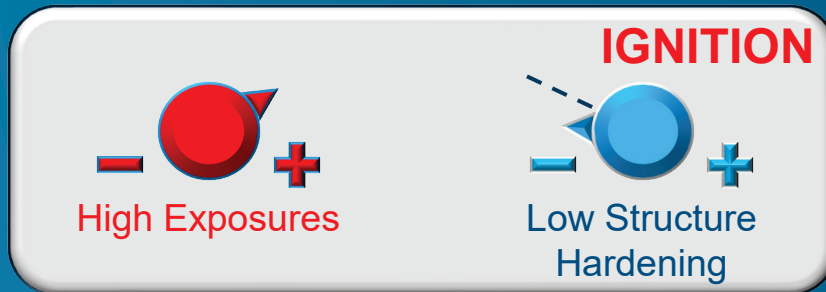 IGNITION
High Exposures
Low Structure
Hardening